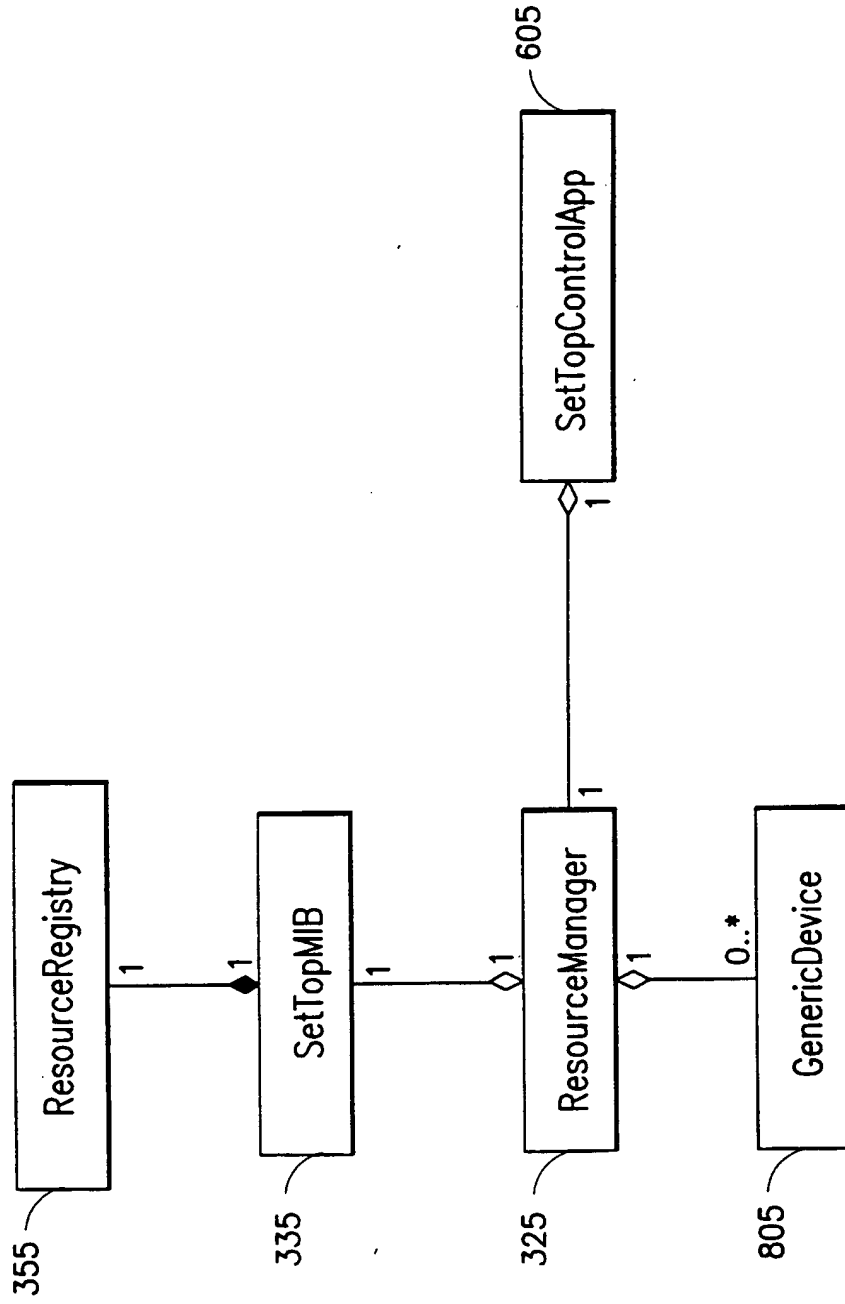 ResourceRegistry
355
1
1
SetTopMIB
335
1
1
ResourceManager
325
1
1
SetTopControlApp
605
1
0..*
GenericDevice
805